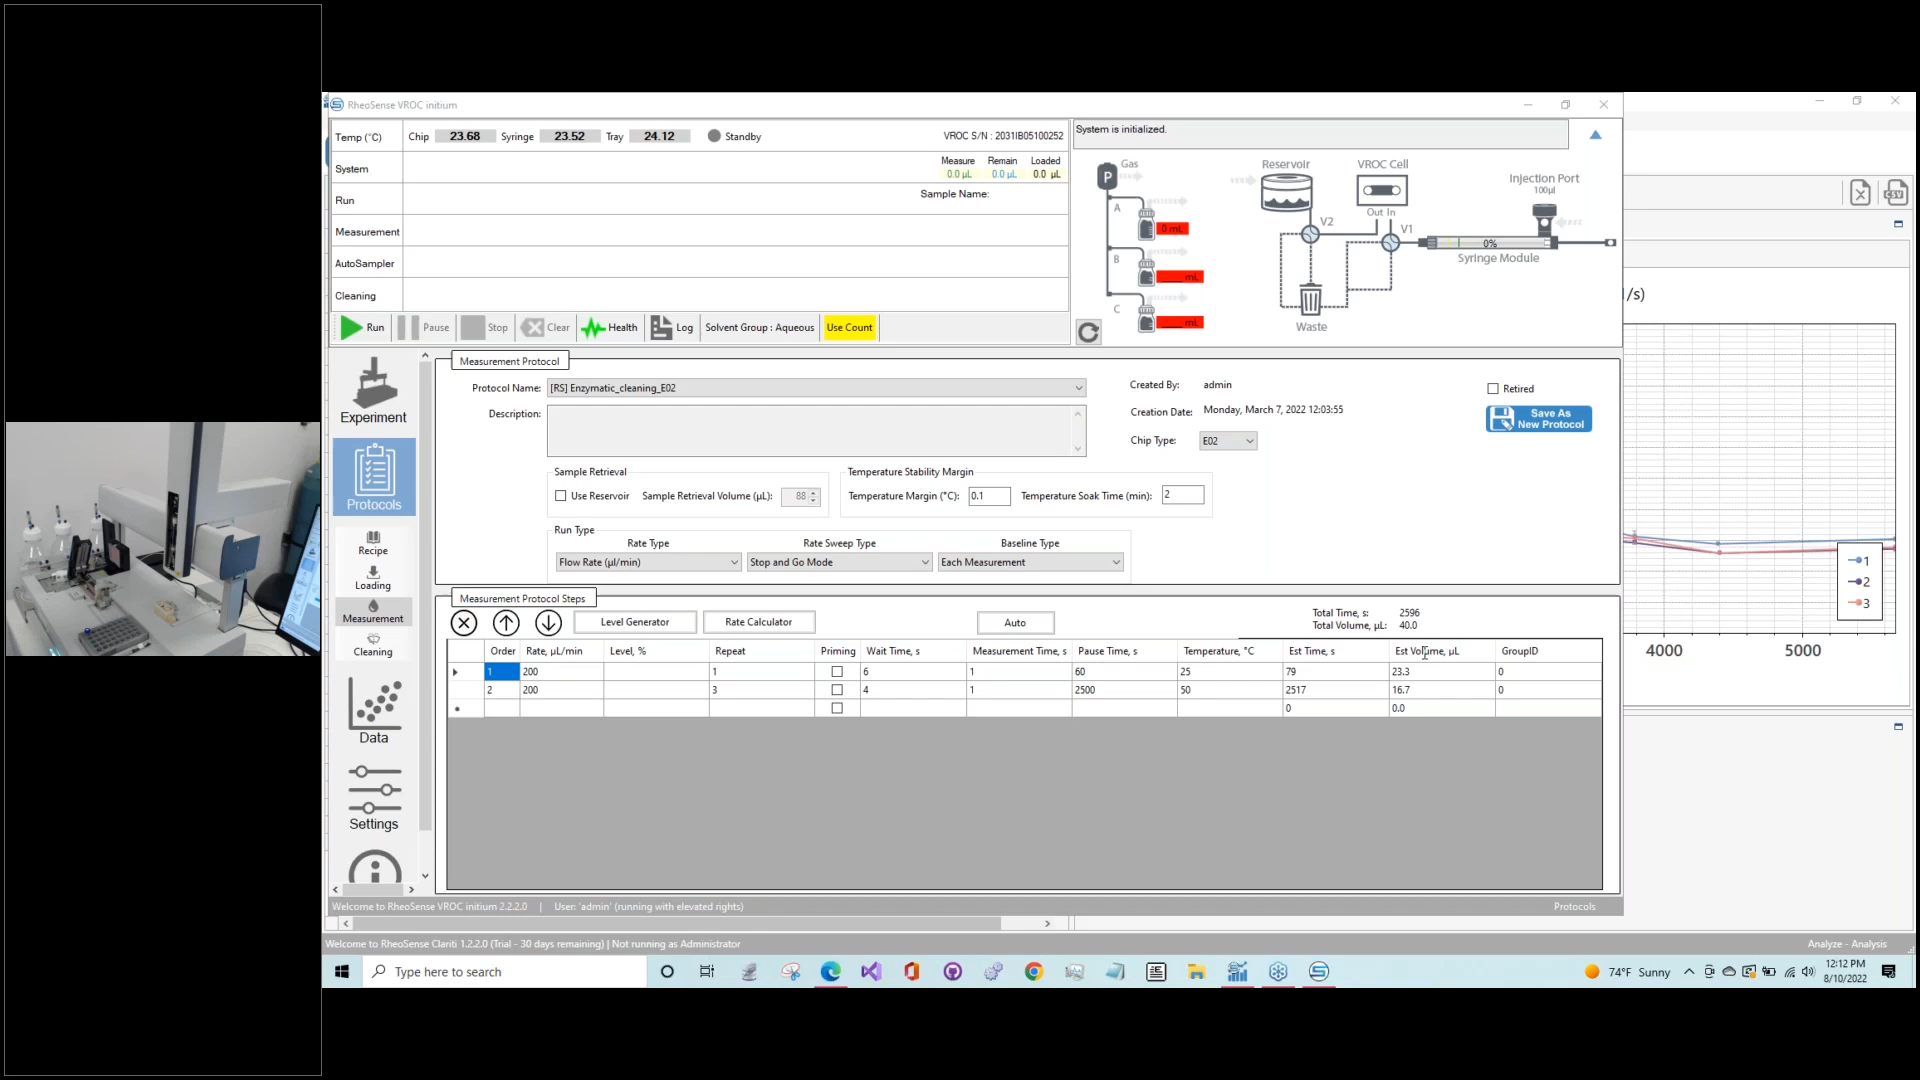 RheoSense VROC initium
Temp (°C) Chip 23.68 Syringe 23.52 Tray 24.12 Standby VROC S/N : 2031IB05100252
System is initialized.
System Measure Remain Loaded
0.0 µL 0.0 µL 0.0 µL
Run Sample Name:
Measurement
AutoSampler
Cleaning
Gas Reservoir VROC Cell Injection Port
100µl
P
A
0 mL
Out In
V2 V1
0%
Syringe Module
B
mL
C
mL
Waste
Run Pause Stop Clear Health Log Solvent Group : Aqueous Use Count
Experiment
Protocols
Recipe
Loading
Measurement
Cleaning
Data
Settings
Measurement Protocol
Protocol Name: [RS] Enzymatic_cleaning_E02
Description:
Created By: admin
Creation Date: Monday, March 7, 2022 12:03:55
Chip Type: E02
Retired
Save As
New Protocol
Sample Retrieval
Use Reservoir Sample Retrieval Volume (µL): 88
Temperature Stability Margin
Temperature Margin (°C): 0.1 Temperature Soak Time (min): 2
Run Type
Rate Type Rate Sweep Type Baseline Type
Flow Rate (µl/min) Stop and Go Mode Each Measurement
Measurement Protocol Steps
Level Generator Rate Calculator Auto
Total Time, s: 2596
Total Volume, µL: 40.0
Order Rate, µL/min Level, % Repeat Priming Wait Time, s Measurement Time, s Pause Time, s Temperature, °C Est Time, s Est Volume, µL GroupID
1 200 1 6 1 60 25 79 23.3 0
2 200 3 4 1 2500 50 2517 16.7 0
0 0.0
Welcome to RheoSense VROC initium 2.2.2.0 | User: 'admin' (running with elevated rights) Protocols
CSV
/s)
1
2
3
4000 5000
Welcome to RheoSense Clariti 1.2.2.0 (Trial - 30 days remaining) | Not running as Administrator Analyze - Analysis
Type here to search
74°F Sunny
12:12 PM
8/10/2022